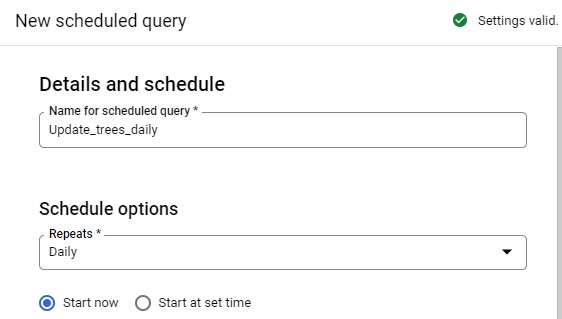 New scheduled query
Settings valid.
Details and schedule
Name for scheduled query *
Update_trees_daily
Schedule options
Repeats *
Daily
Start now
Start at set time